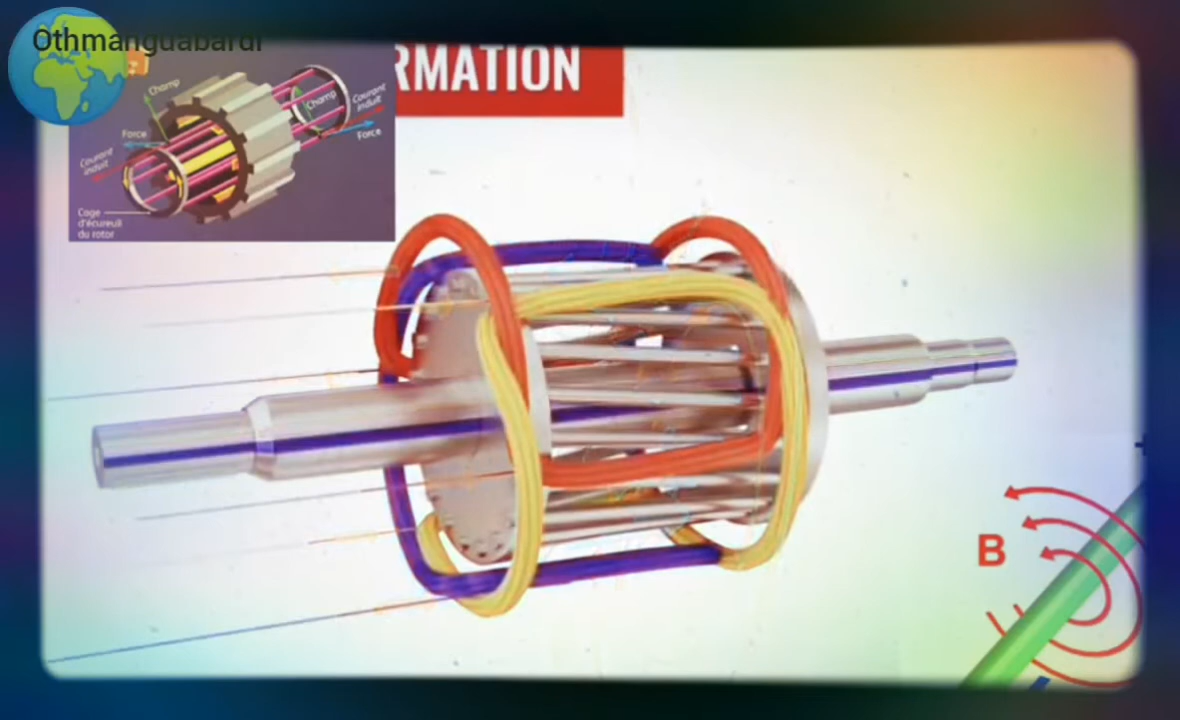 Othmanguabardi
RMATION
Champ
Champ
Courant
induit
Force
Force
Courant
induit
Cage
d'écureuil
du rotor
B